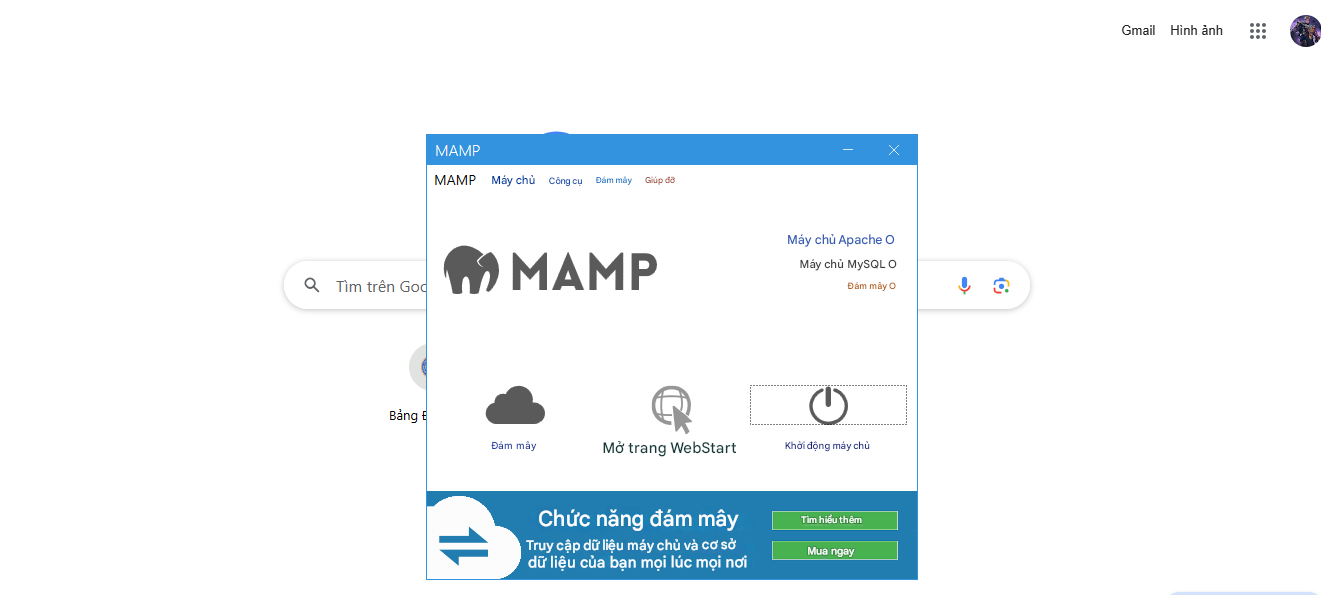 Gmail Hình ảnh
MAMP
MAMP Máy chủ Công cụ Đám mây Giúp đỡ
Máy chủ Apache O
MAMP
Máy chủ MySQL O
Đám mây O
Tìm trên Goo
Bảng Đ
Đám mây
Mở trang WebStart
Khởi động máy chủ
Chức năng đám mây
Truy cập dữ liệu máy chủ và cơ sở
dữ liệu của bạn mọi lúc mọi nơi
Tìm hiểu thêm
Mua ngay